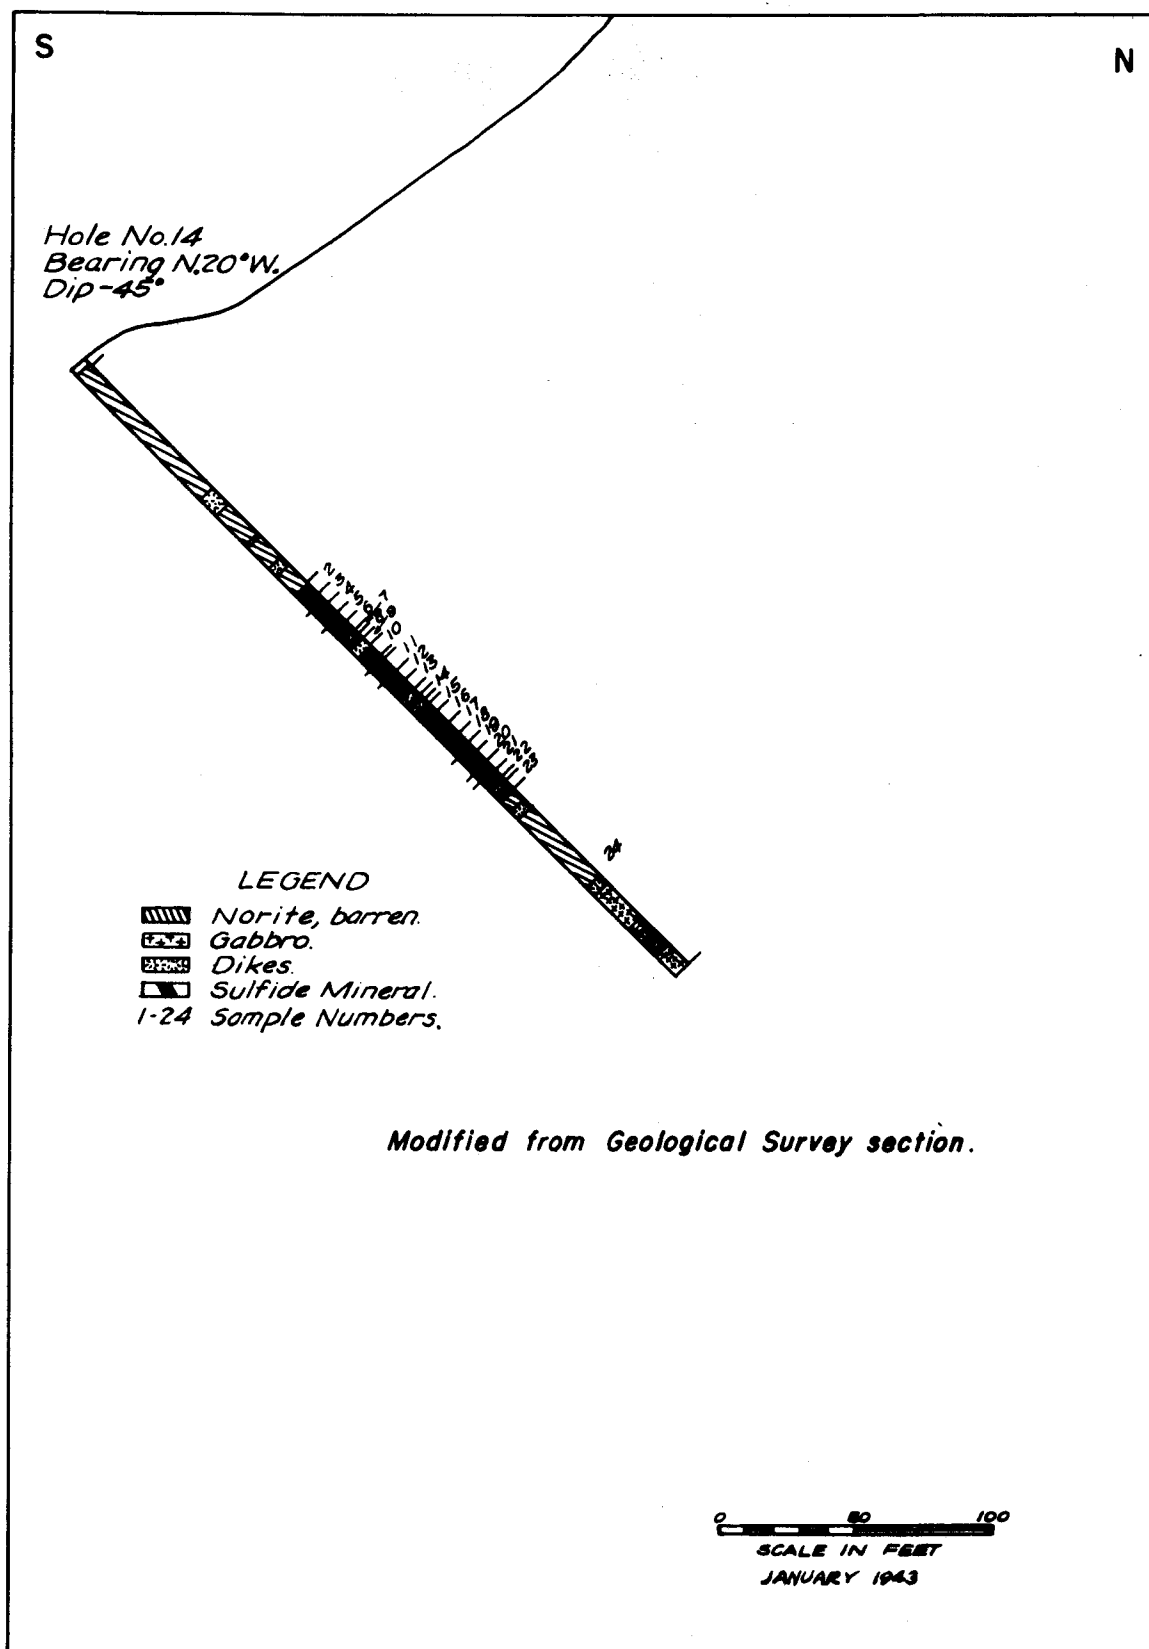 S
N
Hole No.14
Bearing N.20°W.
Dip-45°
24
LEGEND
Norite, barren.
Gabbro.
Dikes.
Sulfide Mineral.
1-24 Sample Numbers.
Modified from Geological Survey section.
0 50 100
SCALE IN FEET
JANUARY 1943